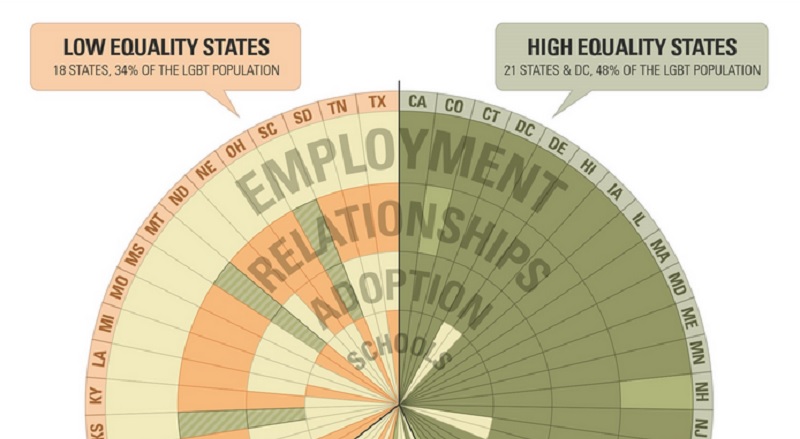 LOW EQUALITY STATES
18 STATES, 34% OF THE LGBT POPULATION
HIGH EQUALITY STATES
21 STATES & DC, 48% OF THE LGBT POPULATION
KS
KY
LA
MI
MO
MS
MT
ND
NE
OH
SC
SD
TN
TX
CA
CO
CT
DC
DE
HI
IA
IL
MA
MD
ME
MN
NH
NJ
EMPLOYMENT
RELATIONSHIPS
ADOPTION
SCHOOLS